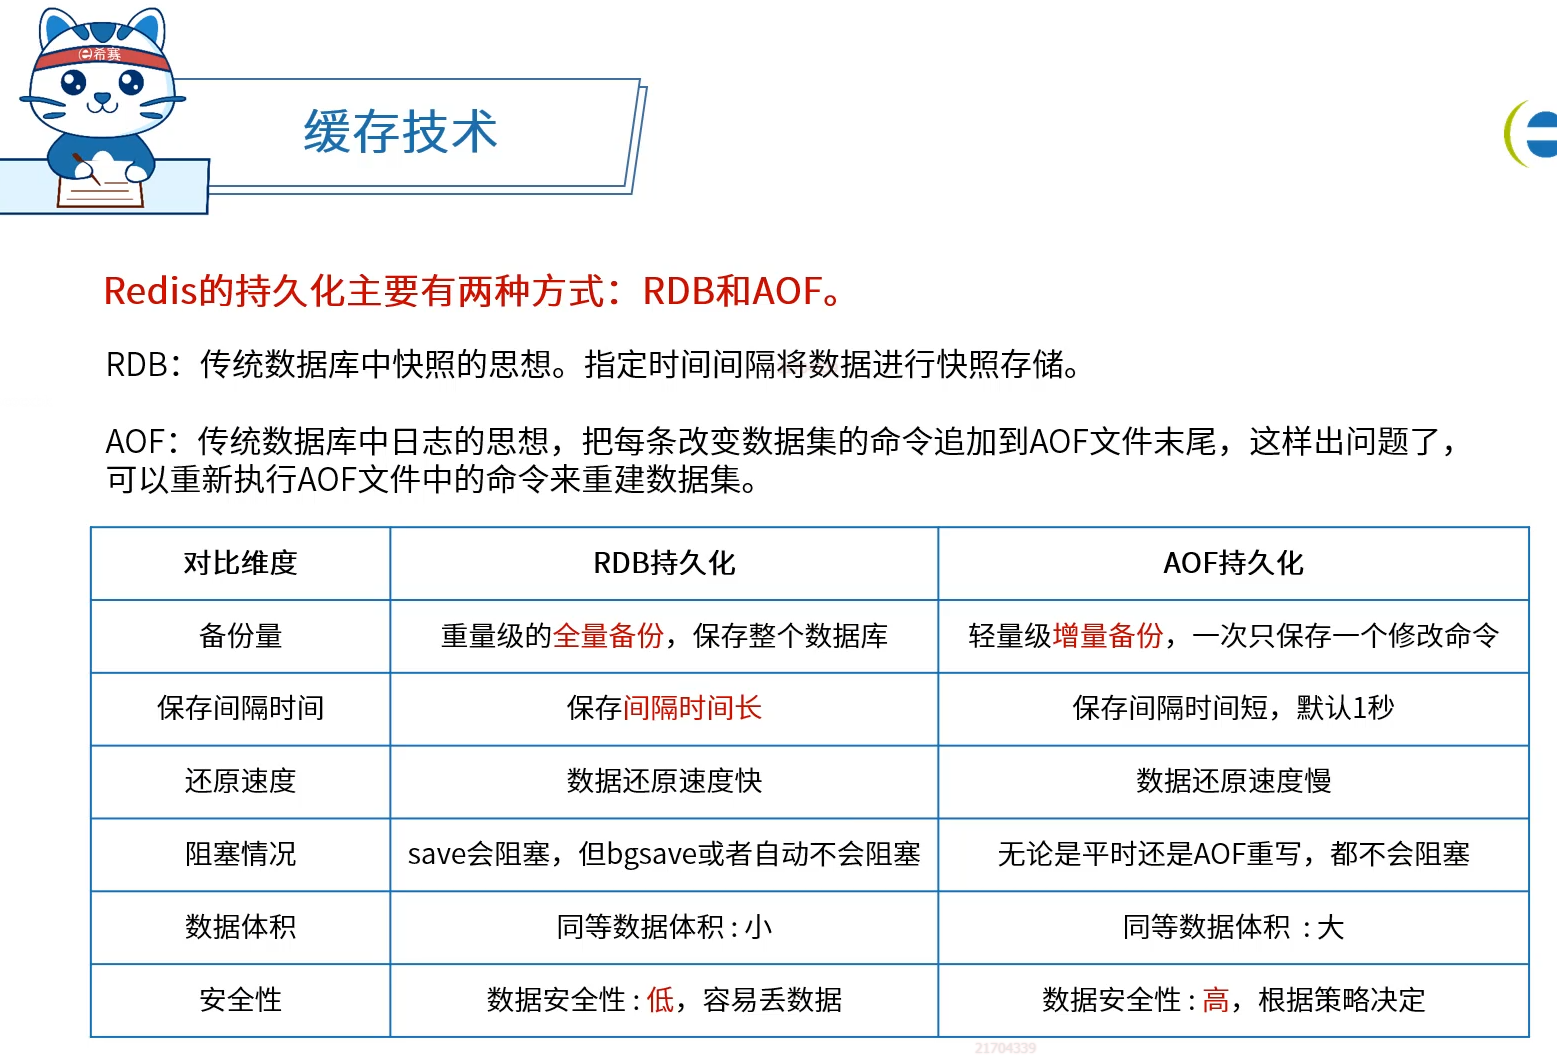 希赛
缓存技术
Redis的持久化主要有两种方式：RDB和AOF。
RDB：传统数据库中快照的思想。指定时间间隔将数据进行快照存储。
AOF：传统数据库中日志的思想，把每条改变数据集的命令追加到AOF文件末尾，这样出问题了，
可以重新执行AOF文件中的命令来重建数据集。
对比维度 RDB持久化 AOF持久化
备份量 重量级的全量备份，保存整个数据库 轻量级增量备份，一次只保存一个修改命令
保存间隔时间 保存间隔时间长 保存间隔时间短，默认1秒
还原速度 数据还原速度快 数据还原速度慢
阻塞情况 save会阻塞，但bgsave或者自动不会阻塞 无论是平时还是AOF重写，都不会阻塞
数据体积 同等数据体积 : 小 同等数据体积 : 大
安全性 数据安全性 : 低，容易丢数据 数据安全性 : 高，根据策略决定
21704339